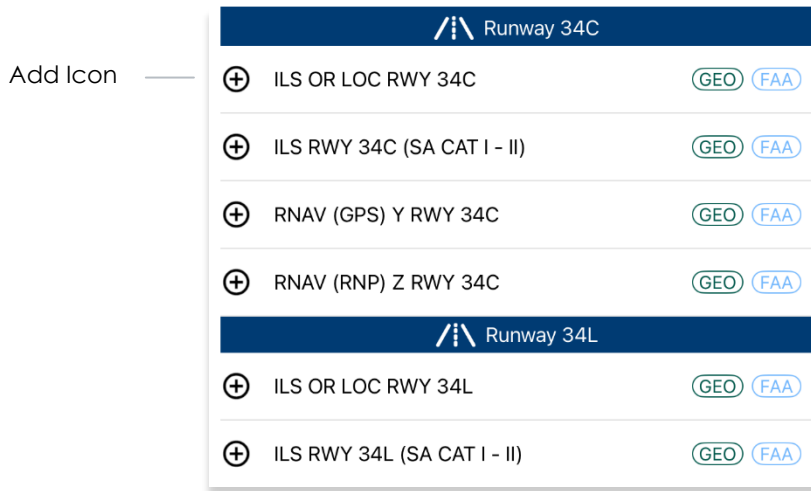 Runway 34C
Add Icon
ILS OR LOC RWY 34C GEO FAA
ILS RWY 34C (SA CAT I - II) GEO FAA
RNAV (GPS) Y RWY 34C GEO FAA
RNAV (RNP) Z RWY 34C GEO FAA
Runway 34L
ILS OR LOC RWY 34L GEO FAA
ILS RWY 34L (SA CAT I - II) GEO FAA